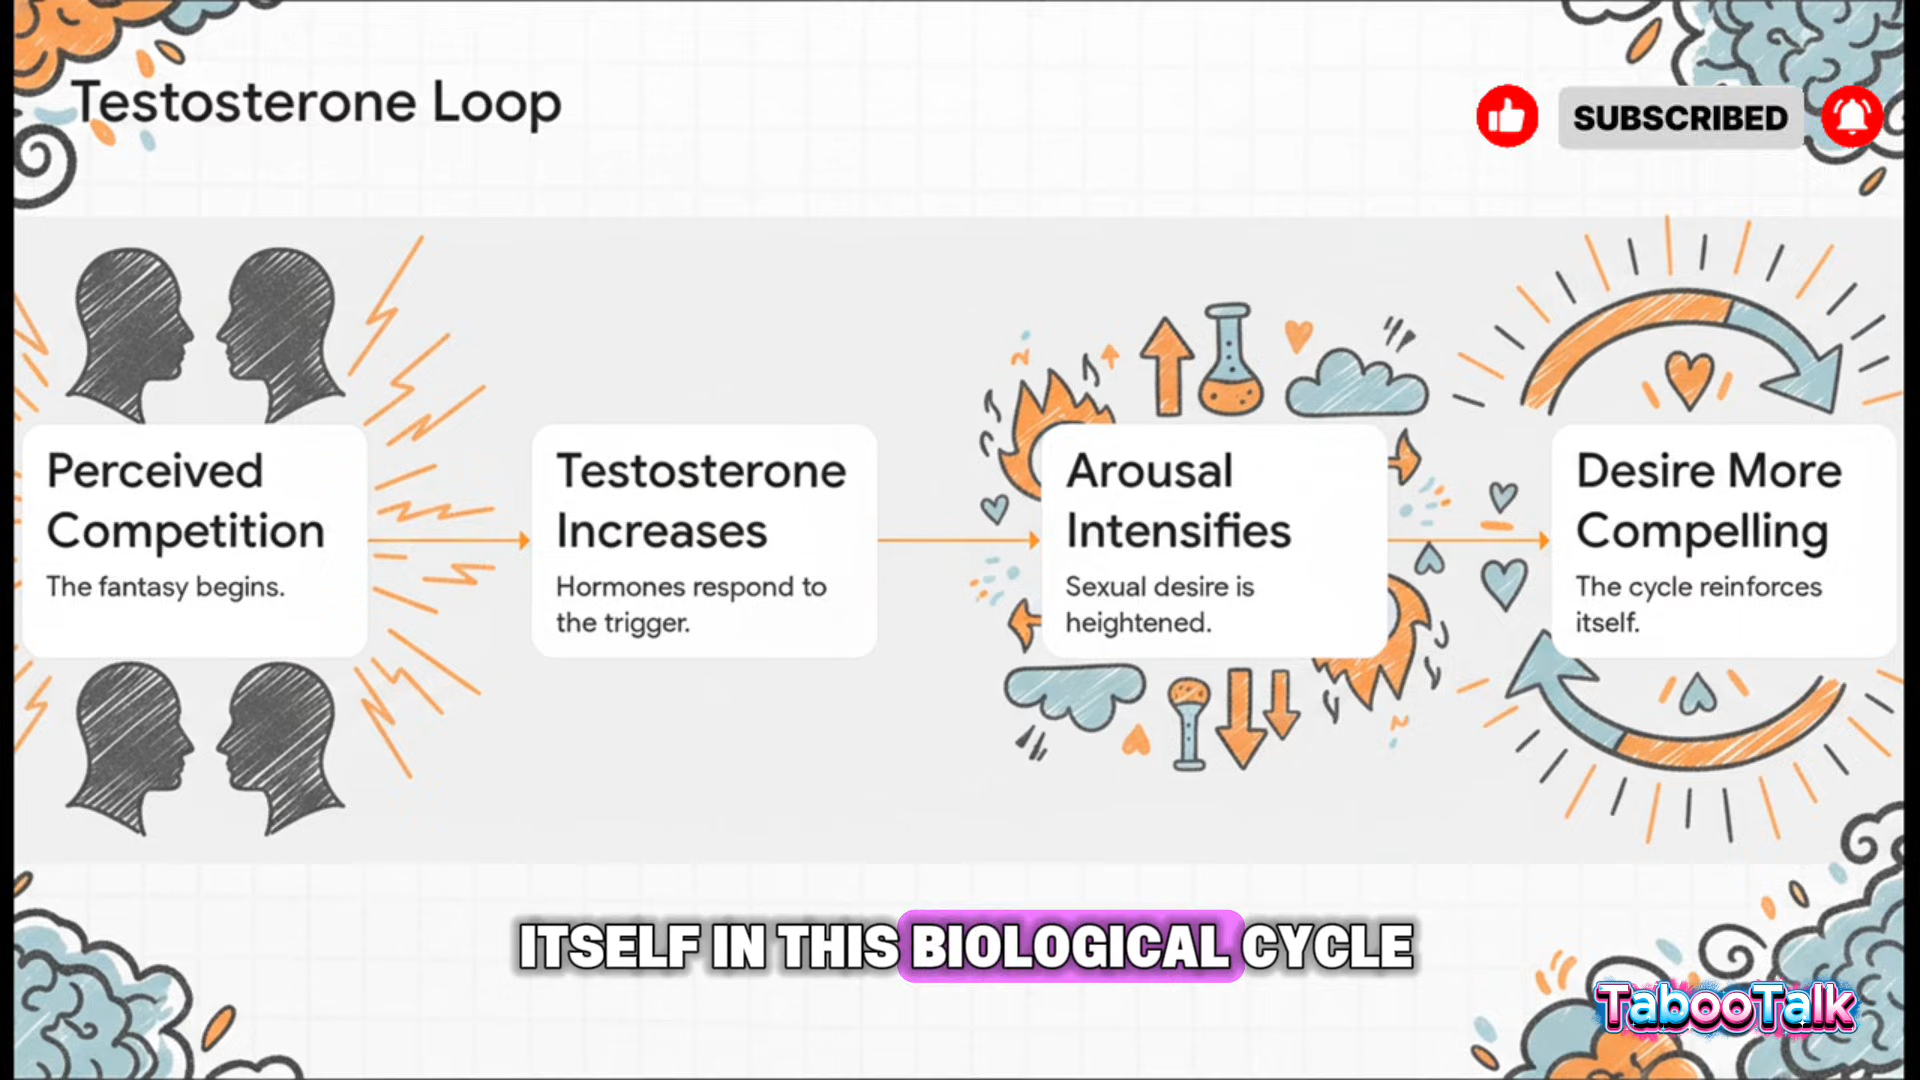 Testosterone Loop
SUBSCRIBED
Perceived
Competition
The fantasy begins.
Testosterone
Increases
Hormones respond to
the trigger.
Arousal
Intensifies
Sexual desire is
heightened.
Desire More
Compelling
The cycle reinforces
itself.
ITSELF IN THIS BIOLOGICAL CYCLE
TabooTalk